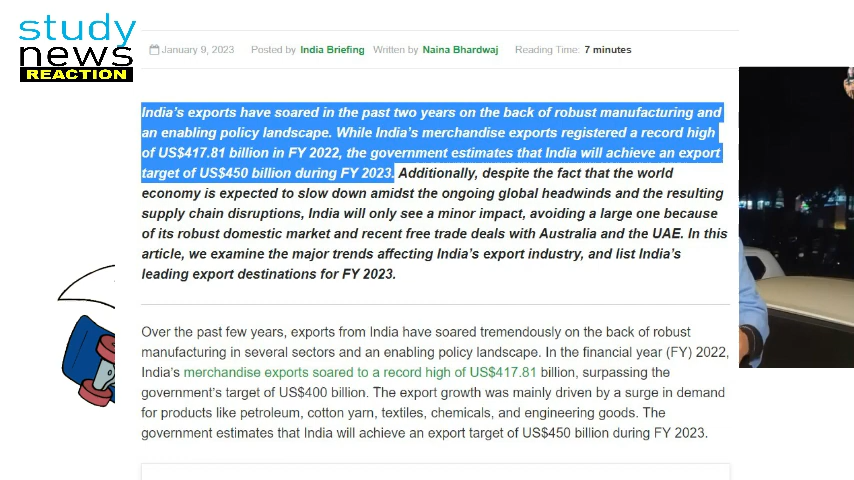 study
news
REACTION
January 9, 2023 Posted by India Briefing Written by Naina Bhardwaj Reading Time: 7 minutes
India's exports have soared in the past two years on the back of robust manufacturing and
an enabling policy landscape. While India's merchandise exports registered a record high
of US$417.81 billion in FY 2022, the government estimates that India will achieve an export
target of US$450 billion during FY 2023. Additionally, despite the fact that the world
economy is expected to slow down amidst the ongoing global headwinds and the resulting
supply chain disruptions, India will only see a minor impact, avoiding a large one because
of its robust domestic market and recent free trade deals with Australia and the UAE. In this
article, we examine the major trends affecting India's export industry, and list India's
leading export destinations for FY 2023.
Over the past few years, exports from India have soared tremendously on the back of robust
manufacturing in several sectors and an enabling policy landscape. In the financial year (FY) 2022,
India's merchandise exports soared to a record high of US$417.81 billion, surpassing the
government's target of US$400 billion. The export growth was mainly driven by a surge in demand
for products like petroleum, cotton yarn, textiles, chemicals, and engineering goods. The
government estimates that India will achieve an export target of US$450 billion during FY 2023.